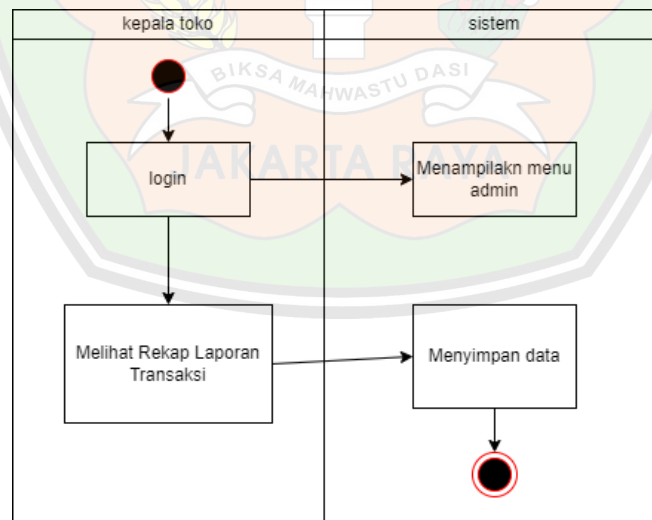 kepala toko
sistem
BIKSA MAHWASTU DASI
JAKARTA RAYA
login
Menampilakn menu
admin
Melihat Rekap Laporan
Transaksi
Menyimpan data